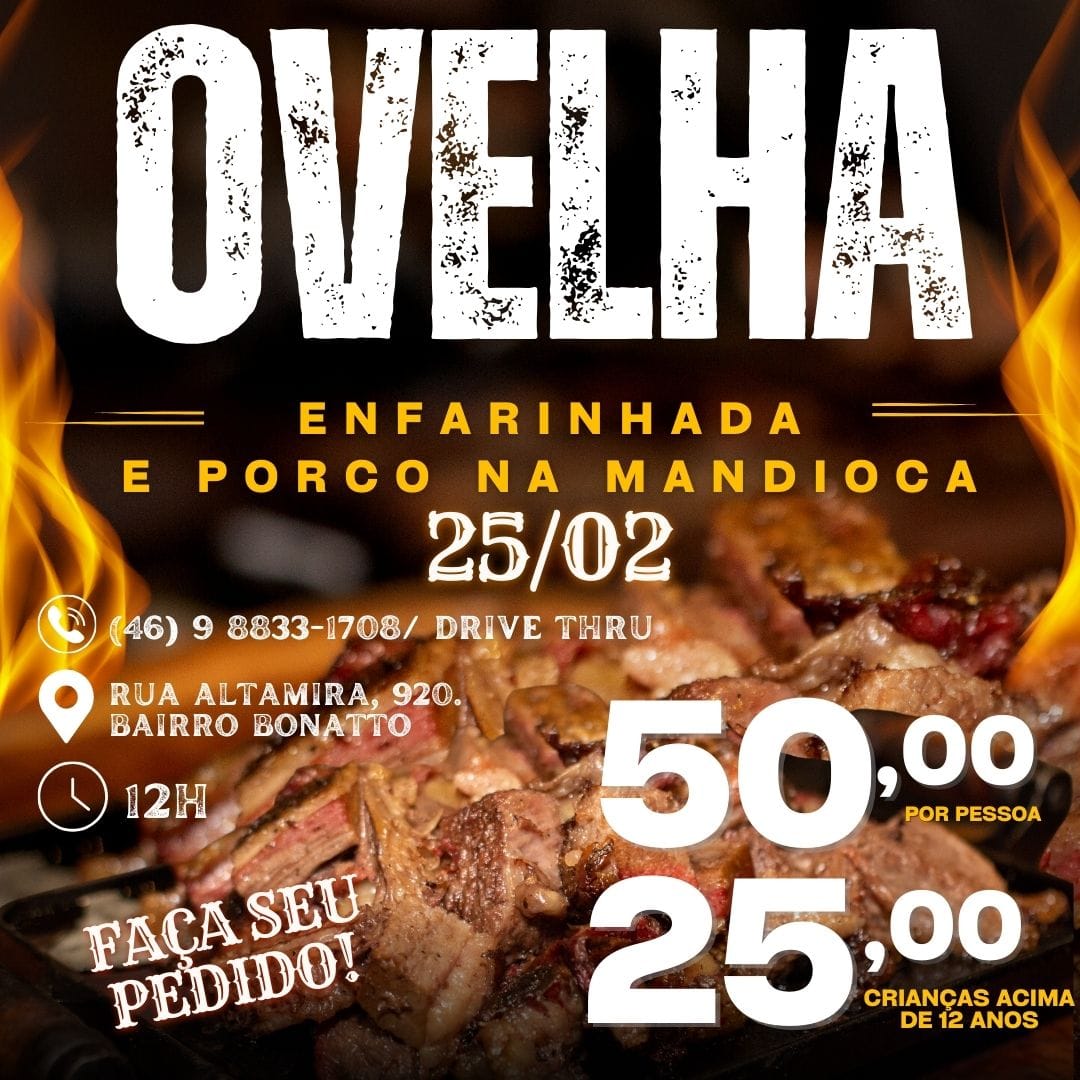 OVELHA
ENFARINHADA
E PORCO NA MANDIOCA
25/02
(46) 9 8833-1708/ DRIVE THRU
RUA ALTAMIRA, 920.
BAIRRO BONATTO
12H
50,00
POR PESSOA
FAÇA SEU
PEDIDO!
25,00
CRIANÇAS ACIMA
DE 12 ANOS